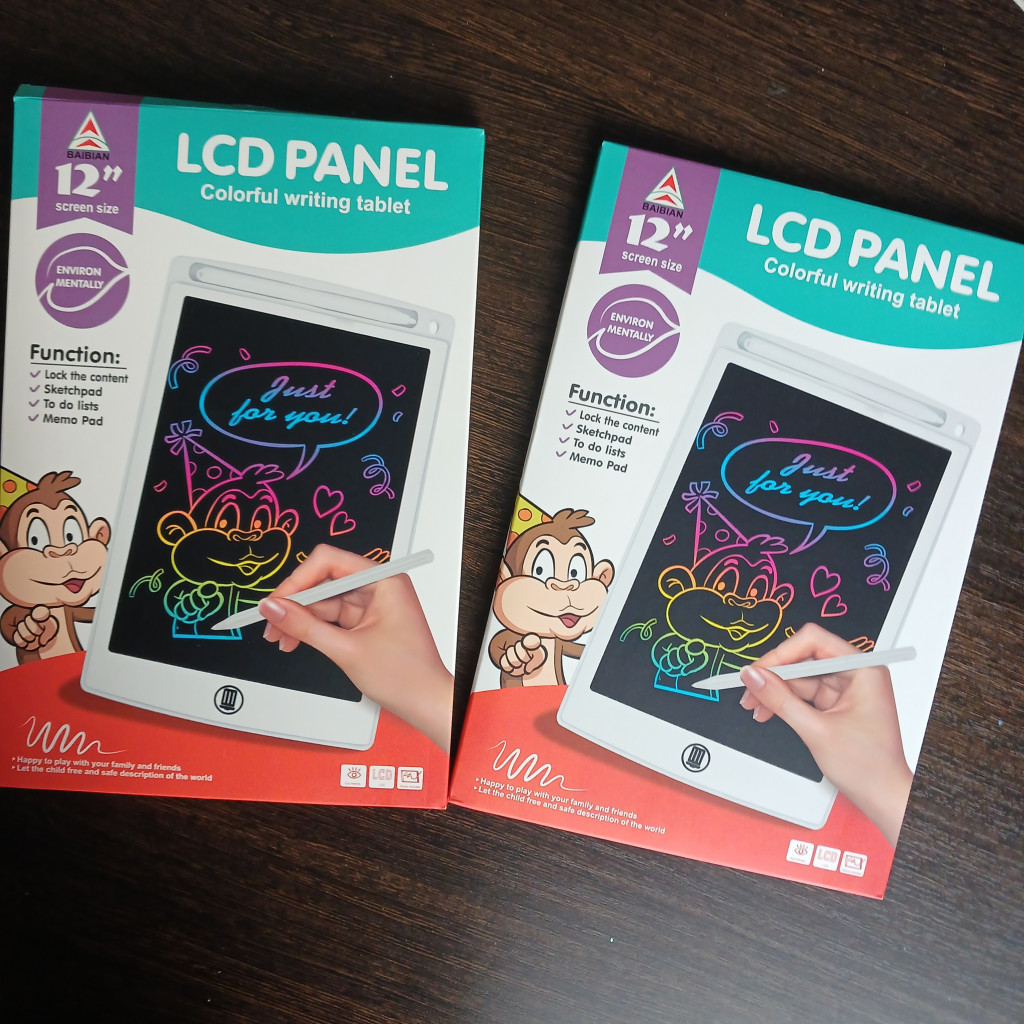 BAIBIAN
12”
screen size
LCD PANEL
Colorful writing tablet
ENVIRON
MENTALLY
Function:
Lock the content
Sketchpad
To do lists
Memo Pad
Just
for you!
Happy to play with your family and friends
Let the child free and safe description of the world
LCD
BAIBIAN
12”
screen size
LCD PANEL
Colorful writing tablet
ENVIRON
MENTALLY
Function:
Lock the content
Sketchpad
To do lists
Memo Pad
Just
for you!
Happy to play with your family and friends
Let the child free and safe description of the world
LCD